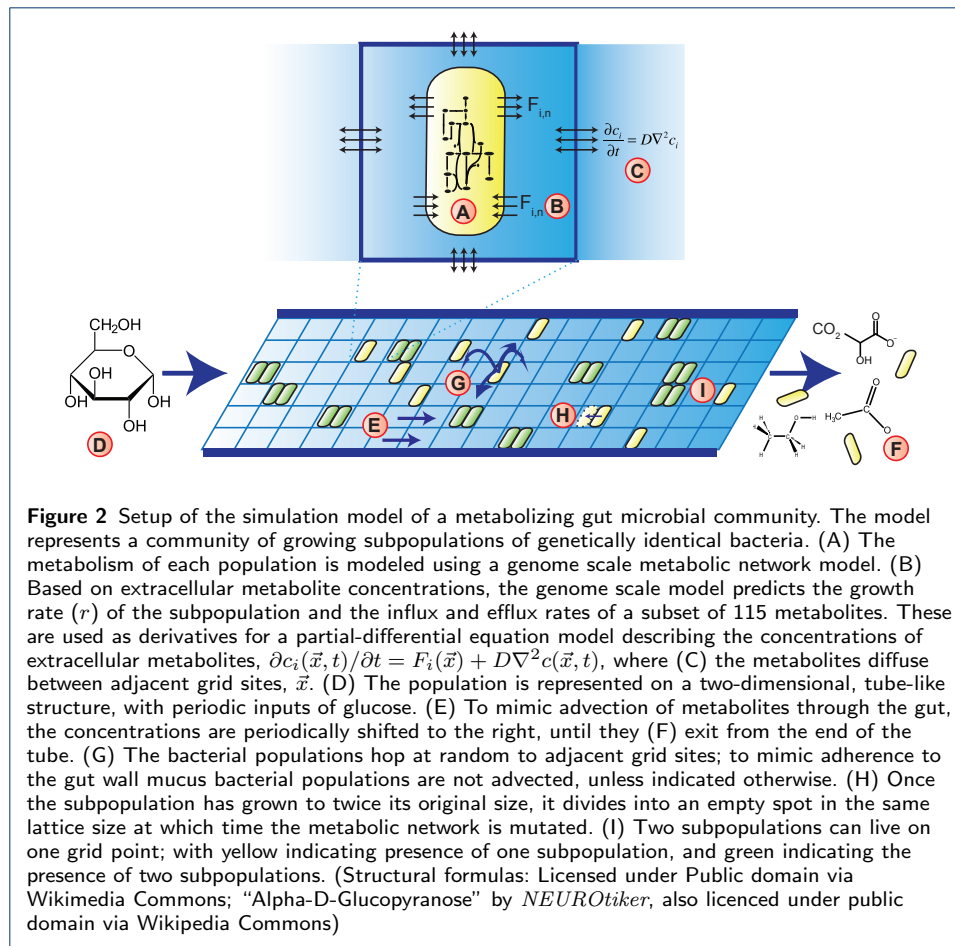 F_{i,n}
∂c_i/∂t = D∇²c_i
C
A
F_{i,n}
B
CH₂OH
O
OH
HO
OH
OH
D
G
E
H
I
CO₂
O
O⁻
OH
H
O
H
C
C
H
H
H
H
O
H₃C
O
F
Figure 2 Setup of the simulation model of a metabolizing gut microbial community. The model
represents a community of growing subpopulations of genetically identical bacteria. (A) The
metabolism of each population is modeled using a genome scale metabolic network model. (B)
Based on extracellular metabolite concentrations, the genome scale model predicts the growth
rate (r) of the subpopulation and the influx and efflux rates of a subset of 115 metabolites. These
are used as derivatives for a partial-differential equation model describing the concentrations of
extracellular metabolites, ∂c_i(x⃗, t)/∂t = F_i(x⃗) + D∇²c(x⃗, t), where (C) the metabolites diffuse
between adjacent grid sites, x⃗. (D) The population is represented on a two-dimensional, tube-like
structure, with periodic inputs of glucose. (E) To mimic advection of metabolites through the gut,
the concentrations are periodically shifted to the right, until they (F) exit from the end of the
tube. (G) The bacterial populations hop at random to adjacent grid sites; to mimic adherence to
the gut wall mucus bacterial populations are not advected, unless indicated otherwise. (H) Once
the subpopulation has grown to twice its original size, it divides into an empty spot in the same
lattice size at which time the metabolic network is mutated. (I) Two subpopulations can live on
one grid point; with yellow indicating presence of one subpopulation, and green indicating the
presence of two subpopulations. (Structural formulas: Licensed under Public domain via
Wikimedia Commons; “Alpha-D-Glucopyranose” by NEUROtiker, also licenced under public
domain via Wikipedia Commons)